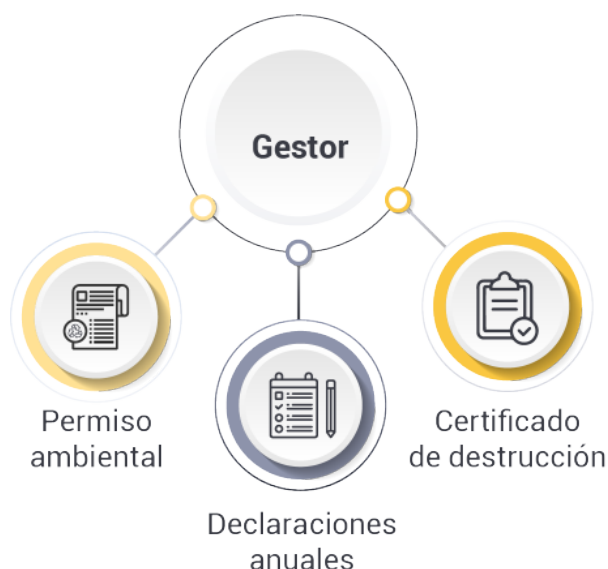 Gestor
Permiso
ambiental
Certificado
de destrucción
Declaraciones
anuales